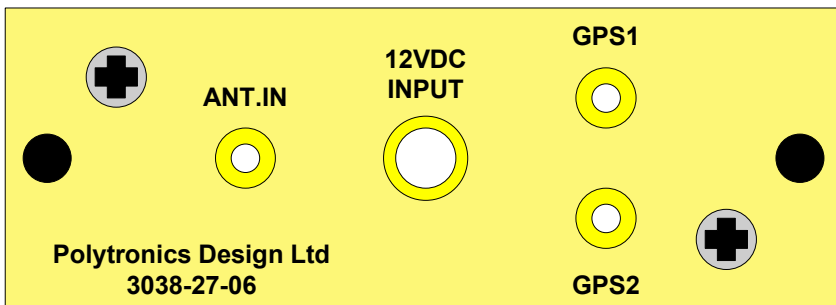 GPS1
12VDC
INPUT
ANT.IN
Polytronics Design Ltd
3038-27-06
GPS2